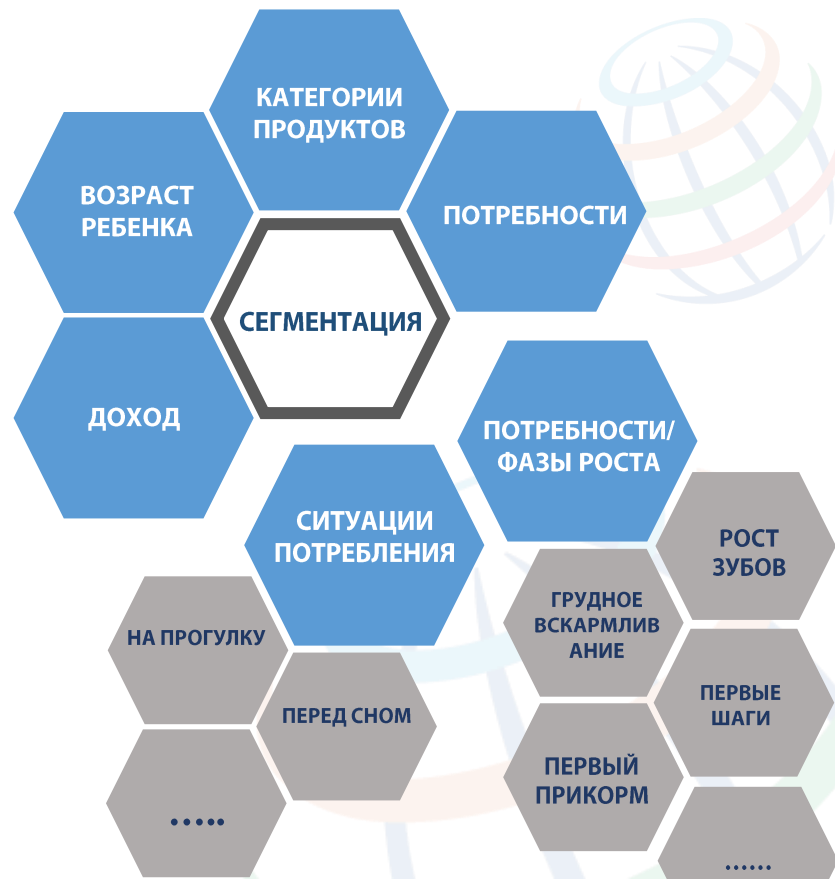 КАТЕГОРИИ
ПРОДУКТОВ
ВОЗРАСТ
РЕБЕНКА
ПОТРЕБНОСТИ
СЕГМЕНТАЦИЯ
ДОХОД
ПОТРЕБНОСТИ/
ФАЗЫ РОСТА
СИТУАЦИИ
ПОТРЕБЛЕНИЯ
РОСТ
ЗУБОВ
ГРУДНОЕ
ВСКАРМЛИВ
АНИЕ
НА ПРОГУЛКУ
ПЕРЕД СНОМ
ПЕРВЫЕ
ШАГИ
ПЕРВЫЙ
ПРИКОРМ
.....
......